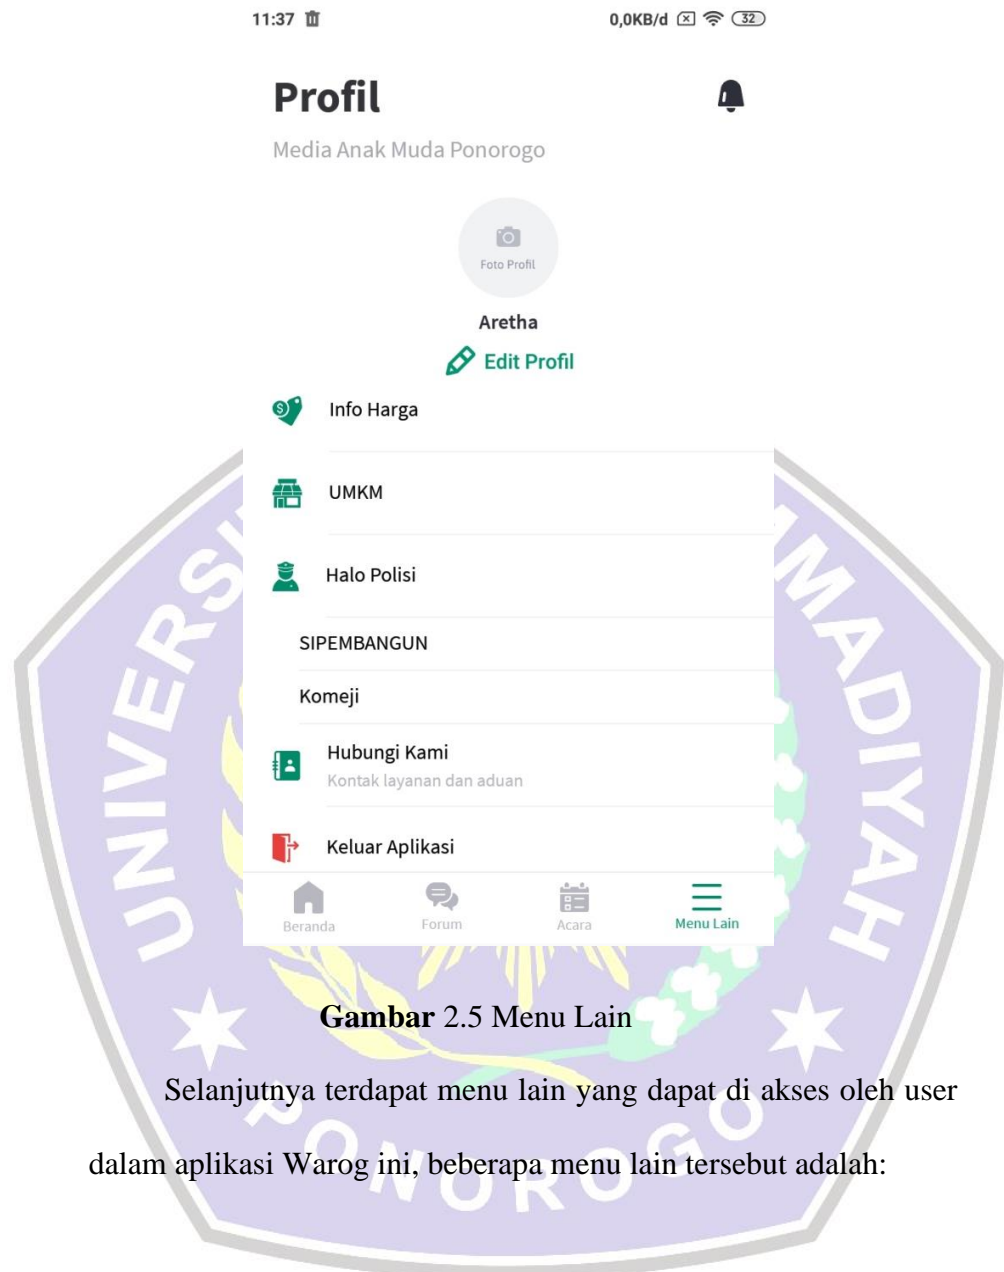 11:37
0,0KB/d 32
Profil
Media Anak Muda Ponorogo
Foto Profil
Aretha
Edit Profil
Info Harga
UMKM
Halo Polisi
SIPEMBANGUN
Komeji
Hubungi Kami
Kontak layanan dan aduan
Keluar Aplikasi
Beranda Forum Acara Menu Lain
Gambar 2.5 Menu Lain
Selanjutnya terdapat menu lain yang dapat di akses oleh user
dalam aplikasi Warog ini, beberapa menu lain tersebut adalah:
PONOROGO